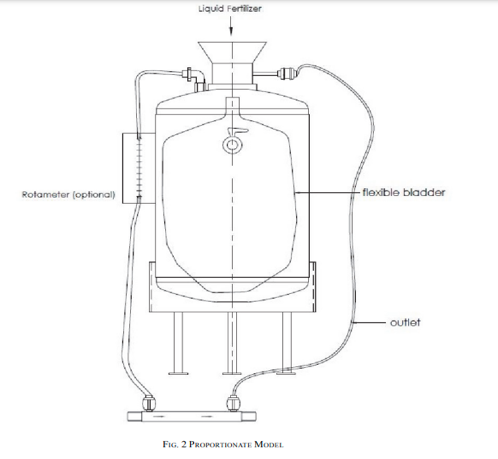 Liquid Fertilizer
Rotameter (optional)
flexible bladder
outlet
FIG. 2 PROPORTIONATE MODEL